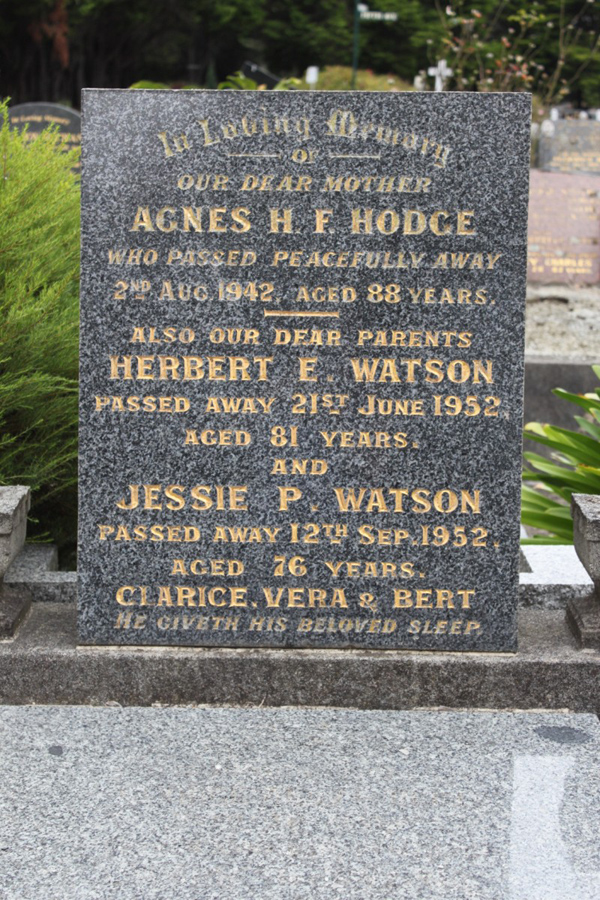 In Loving Memory
OF
OUR DEAR MOTHER
AGNES H. F. HODGE
WHO PASSED PEACEFULLY AWAY
2ND AUG. 1942. AGED 88 YEARS.
ALSO OUR DEAR PARENTS
HERBERT E. WATSON
PASSED AWAY 21ST JUNE 1952.
AGED 81 YEARS.
AND
JESSIE P. WATSON
PASSED AWAY 12TH SEP. 1952.
AGED 76 YEARS.
CLARICE, VERA & BERT
HE GIVETH HIS BELOVED SLEEP.